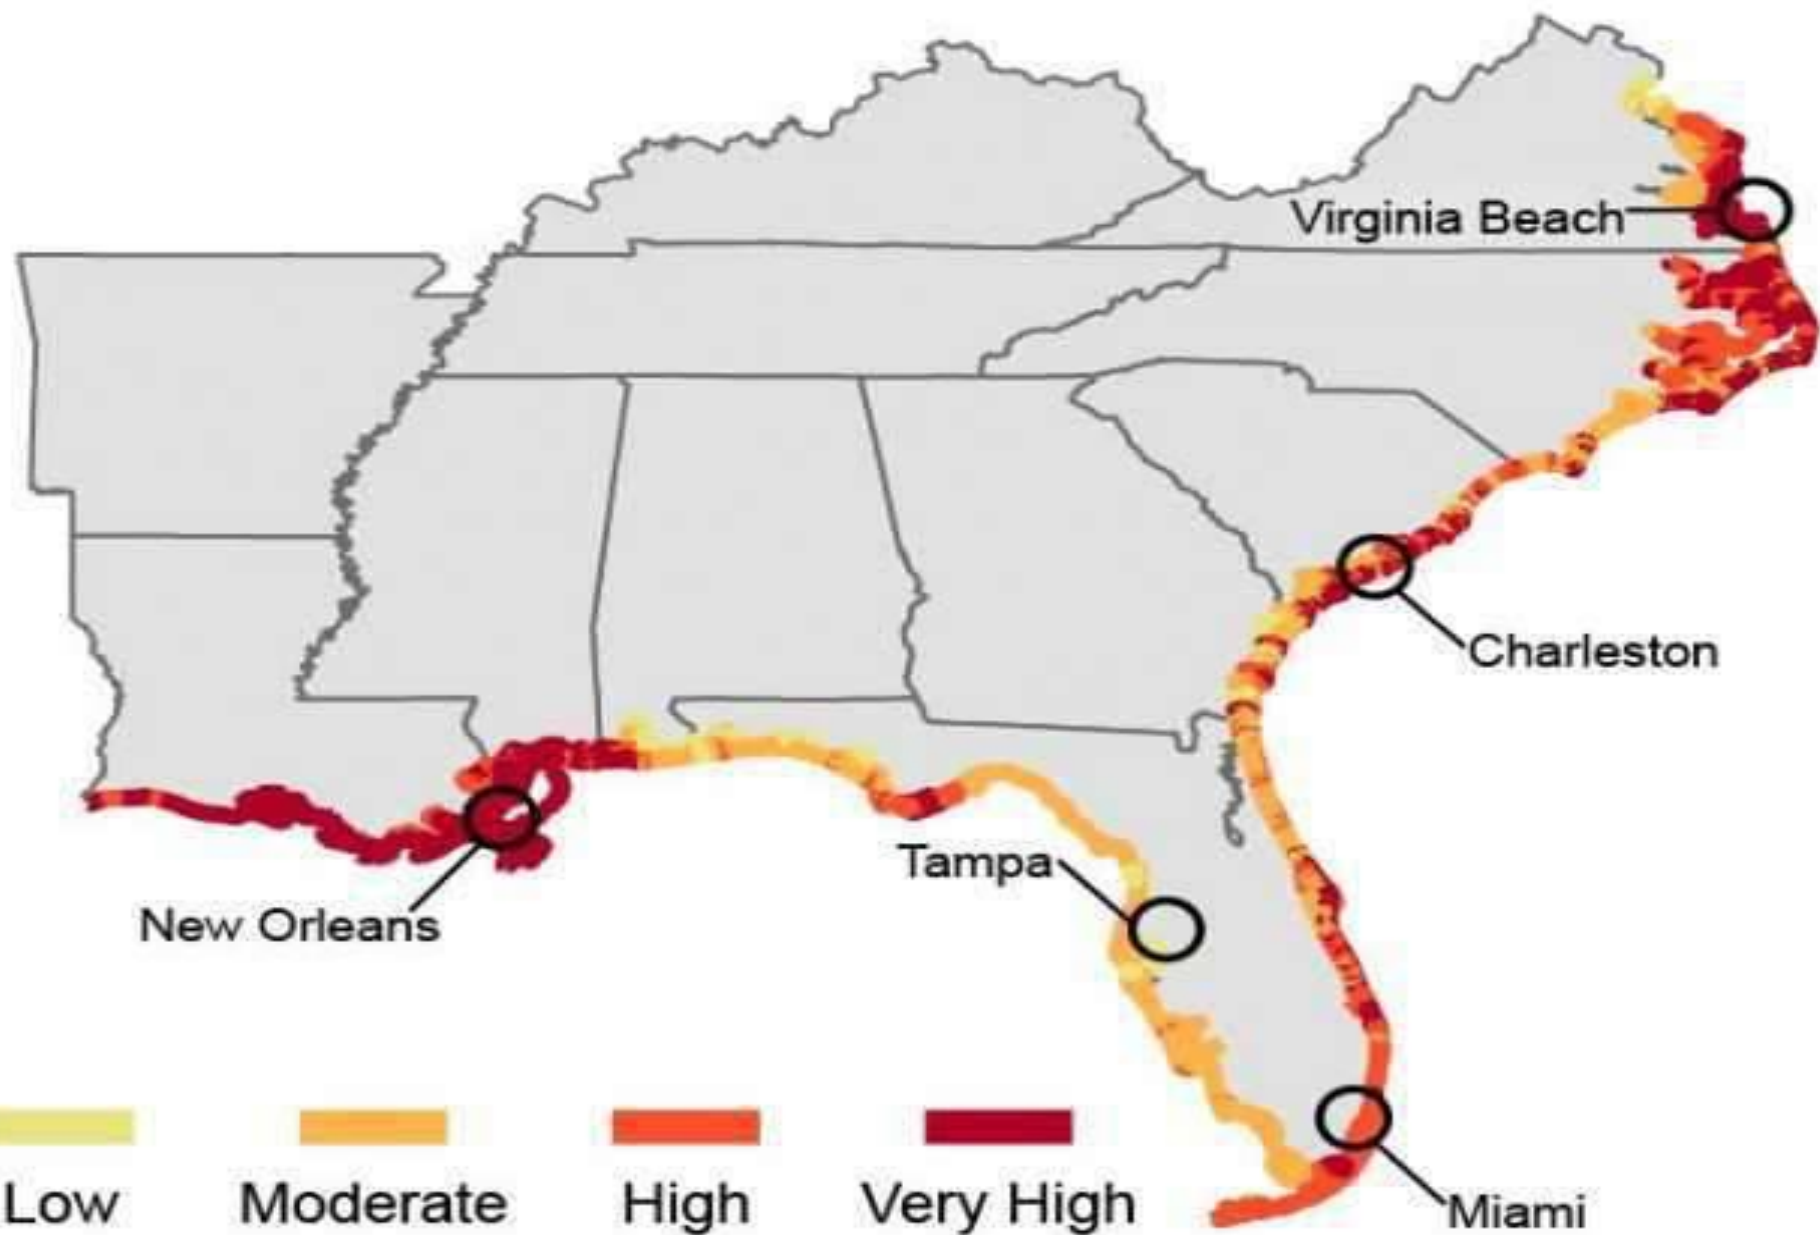 Virginia Beach
Charleston
Tampa
New Orleans
Low Moderate High Very High
Miami